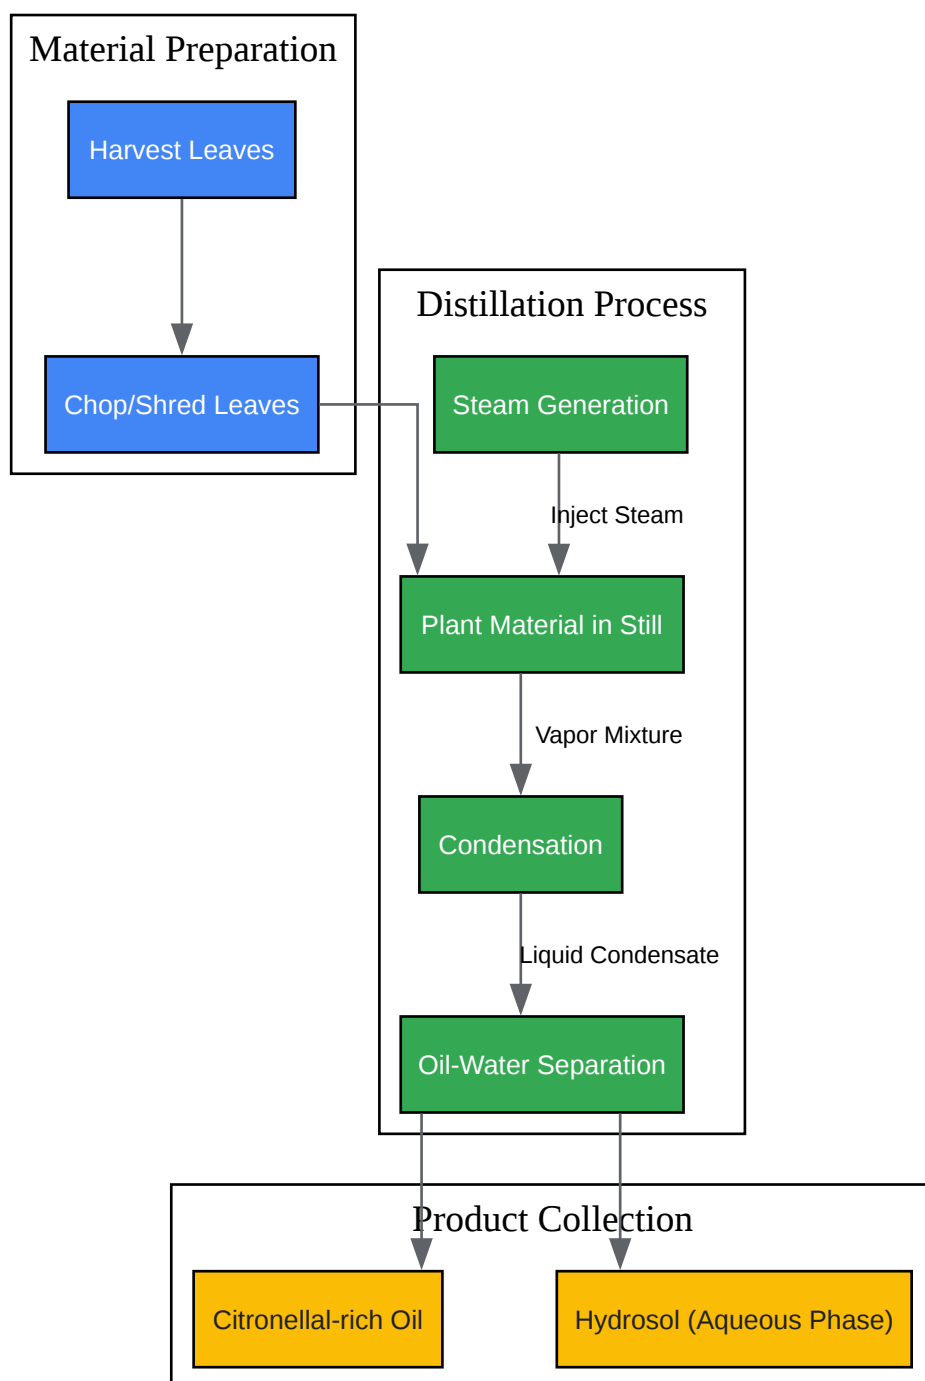 Material Preparation
Harvest Leaves
Chop/Shred Leaves
Distillation Process
Steam Generation
Inject Steam
Plant Material in Still
Vapor Mixture
Condensation
Liquid Condensate
Oil-Water Separation
Product Collection
Citronellal-rich Oil
Hydrosol (Aqueous Phase)